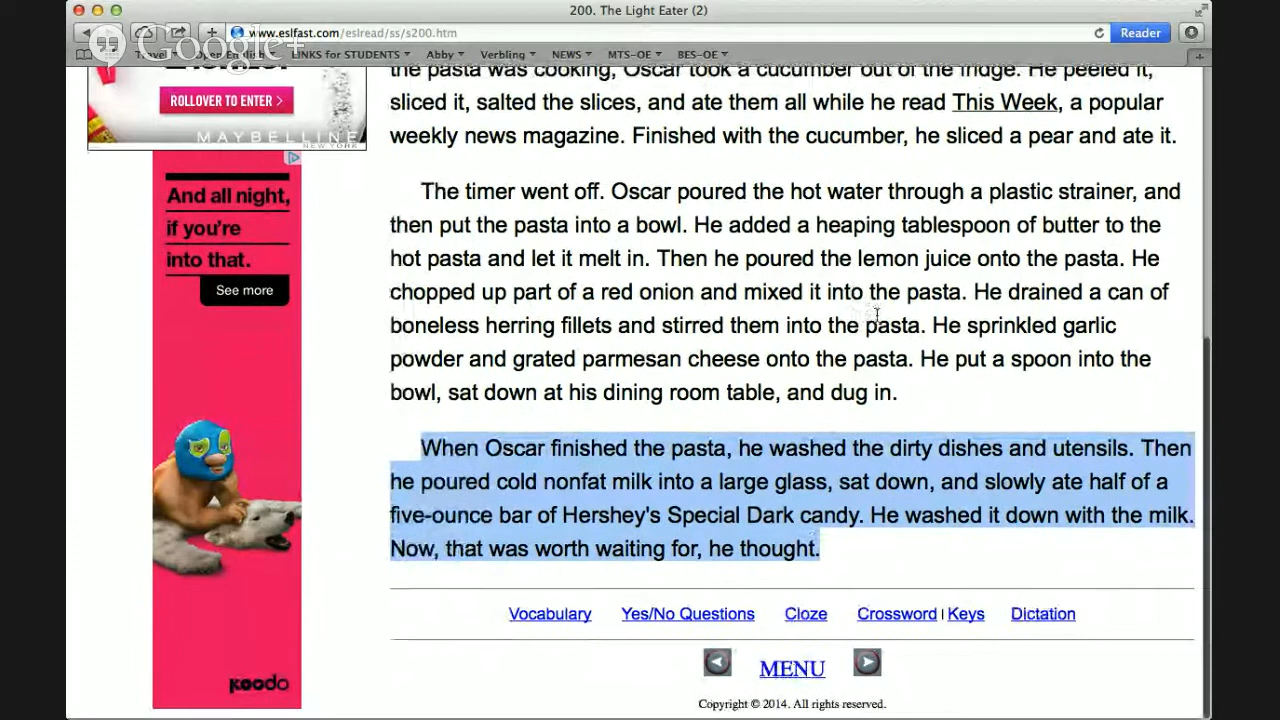 200. The Light Eater (2)
www.eslfast.com/eslread/ss/s200.htm
Reader
Google+
Travel Open English LINKS for STUDENTS Abby Verbling NEWS MTS-OE BES-OE
ROLLOVER TO ENTER >
MAYBELLINE
NEW YORK
And all night,
if you're
into that.
See more
koodo
the pasta was cooking, Oscar took a cucumber out of the fridge. He peeled it,
sliced it, salted the slices, and ate them all while he read This Week, a popular
weekly news magazine. Finished with the cucumber, he sliced a pear and ate it.
The timer went off. Oscar poured the hot water through a plastic strainer, and
then put the pasta into a bowl. He added a heaping tablespoon of butter to the
hot pasta and let it melt in. Then he poured the lemon juice onto the pasta. He
chopped up part of a red onion and mixed it into the pasta. He drained a can of
boneless herring fillets and stirred them into the pasta. He sprinkled garlic
powder and grated parmesan cheese onto the pasta. He put a spoon into the
bowl, sat down at his dining room table, and dug in.
When Oscar finished the pasta, he washed the dirty dishes and utensils. Then
he poured cold nonfat milk into a large glass, sat down, and slowly ate half of a
five-ounce bar of Hershey's Special Dark candy. He washed it down with the milk.
Now, that was worth waiting for, he thought.
Vocabulary Yes/No Questions Cloze Crossword | Keys Dictation
MENU
Copyright © 2014. All rights reserved.